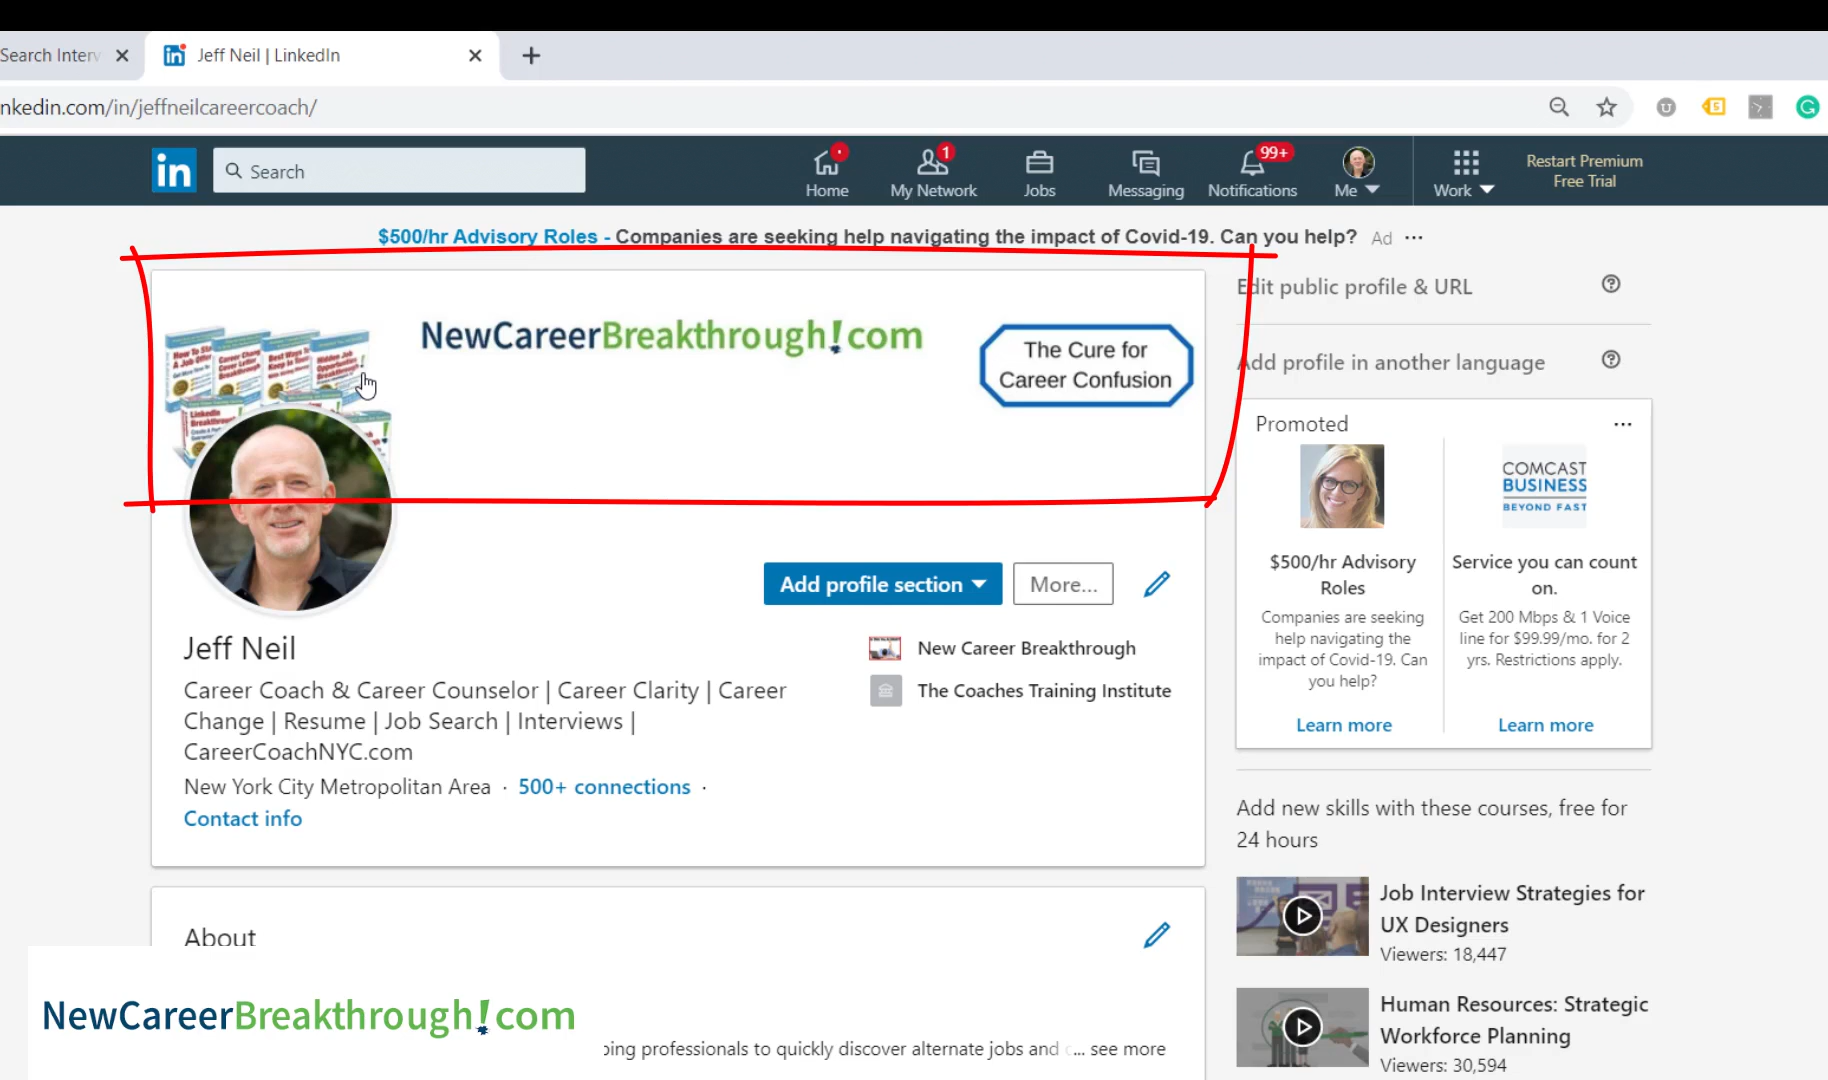 Search Interv
Jeff Neil | LinkedIn
nkedin.com/in/jeffneilcareercoach/
in
Search
Home
1
My Network
Jobs
Messaging
99+
Notifications
Me
Work
Restart Premium
Free Trial
$500/hr Advisory Roles - Companies are seeking help navigating the impact of Covid-19. Can you help? Ad ...
NewCareerBreakthrough!com
The Cure for
Career Confusion
Add profile section
More...
Jeff Neil
Career Coach & Career Counselor | Career Clarity | Career
Change | Resume | Job Search | Interviews |
CareerCoachNYC.com
New York City Metropolitan Area · 500+ connections ·
Contact info
New Career Breakthrough
The Coaches Training Institute
About
NewCareerBreakthrough!com
ping professionals to quickly discover alternate jobs and c... see more
Edit public profile & URL
Add profile in another language
Promoted
$500/hr Advisory
Roles
Companies are seeking
help navigating the
impact of Covid-19. Can
you help?
Learn more
COMCAST
BUSINESS
BEYOND FAST
Service you can count
on.
Get 200 Mbps & 1 Voice
line for $99.99/mo. for 2
yrs. Restrictions apply.
Learn more
Add new skills with these courses, free for
24 hours
Job Interview Strategies for
UX Designers
Viewers: 18,447
Human Resources: Strategic
Workforce Planning
Viewers: 30,594